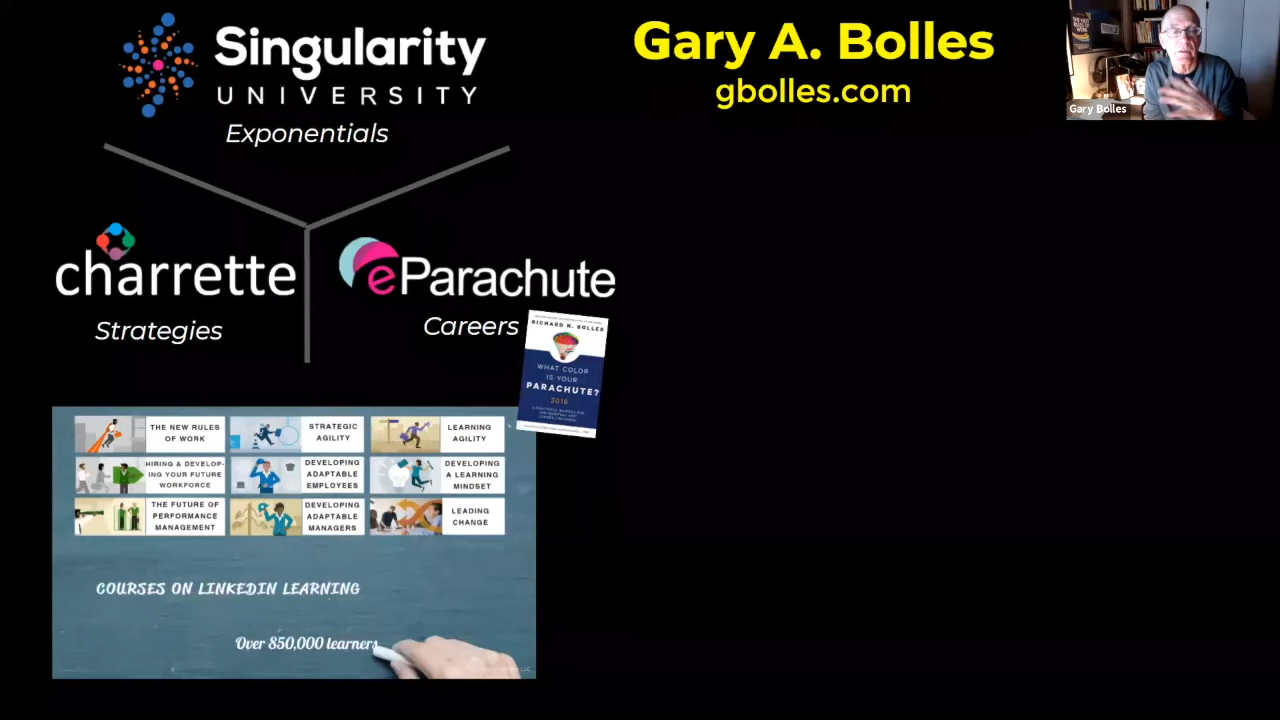 Singularity
UNIVERSITY
Exponentials
Gary A. Bolles
gbolles.com
Gary Bolles
charrette
Strategies
eParachute
Careers
RICHARD N. BOLLES
WHAT COLOR
IS YOUR
PARACHUTE?
THE NEW RULES
OF WORK
STRATEGIC
AGILITY
LEARNING
AGILITY
HIRING & DEVELOP-
ING YOUR FUTURE
WORKFORCE
DEVELOPING
ADAPTABLE
EMPLOYEES
DEVELOPING
A LEARNING
MINDSET
THE FUTURE OF
PERFORMANCE
MANAGEMENT
DEVELOPING
ADAPTABLE
MANAGERS
LEADING
CHANGE
COURSES ON LINKEDIN LEARNING
Over 850,000 learners